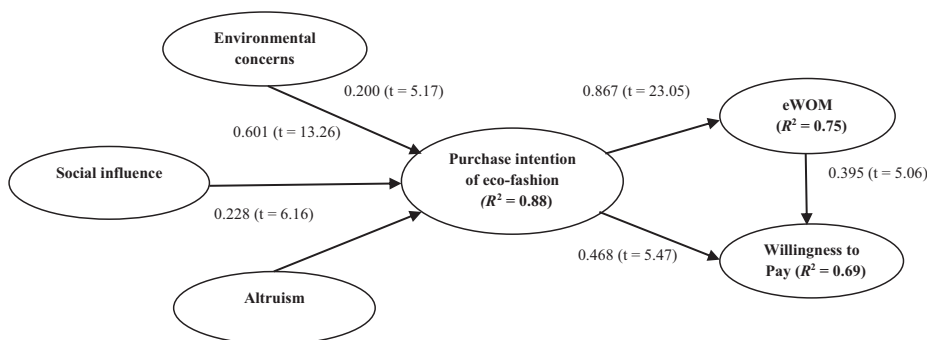 Environmental
concerns
0.200 (t = 5.17)
0.867 (t = 23.05)
eWOM
(R² = 0.75)
0.601 (t = 13.26)
Purchase intention
of eco-fashion
(R² = 0.88)
Social influence
0.395 (t = 5.06)
0.228 (t = 6.16)
0.468 (t = 5.47)
Willingness to
Pay (R² = 0.69)
Altruism